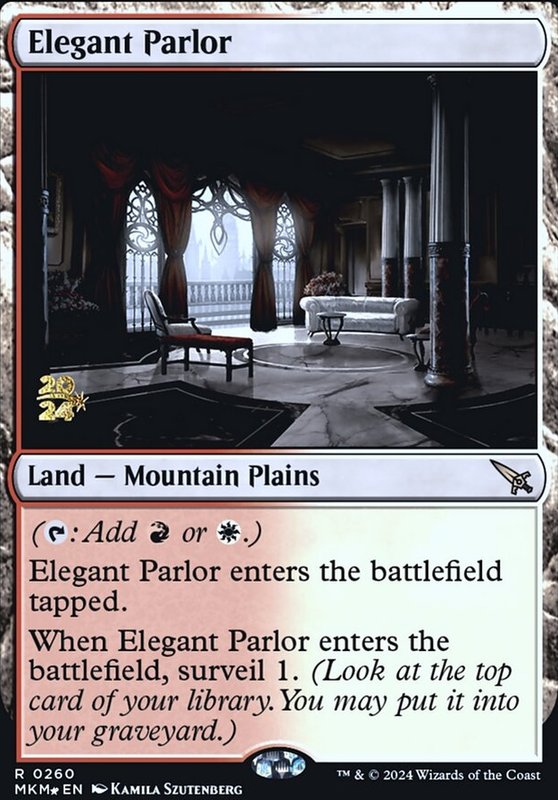 Elegant Parlor
20
24
Land — Mountain Plains
(: Add or .)
Elegant Parlor enters the battlefield
tapped.
When Elegant Parlor enters the
battlefield, surveil 1. (Look at the top
card of your library. You may put it into
your graveyard.)
R 0260
MKM★EN Kamila Szutenberg
™ & © 2024 Wizards of the Coast